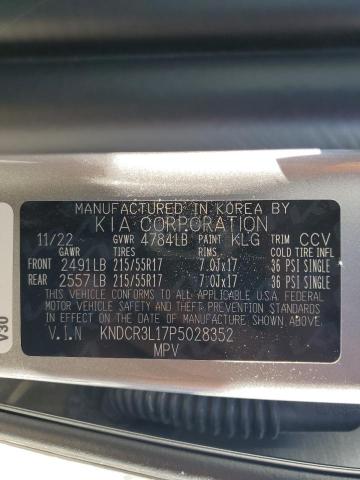 MANUFACTURED IN KOREA BY
KIA CORPORATION
11/22 GVWR 4784LB PAINT KLG TRIM CCV
GAWR TIRES RIMS COLD TIRE INFL
FRONT 2491LB 215/55R17 7.0JX17 36 PSI SINGLE
REAR 2557LB 215/55R17 7.0JX17 36 PSI SINGLE
THIS VEHICLE CONFORMS TO ALL APPLICABLE U.S.A. FEDERAL
MOTOR VEHICLE SAFETY AND THEFT PREVENTION STANDARDS
IN EFFECT ON THE DATE OF MANUFACTURE SHOWN ABOVE.
V.I.N KNDCR3L17P5028352
MPV
V30